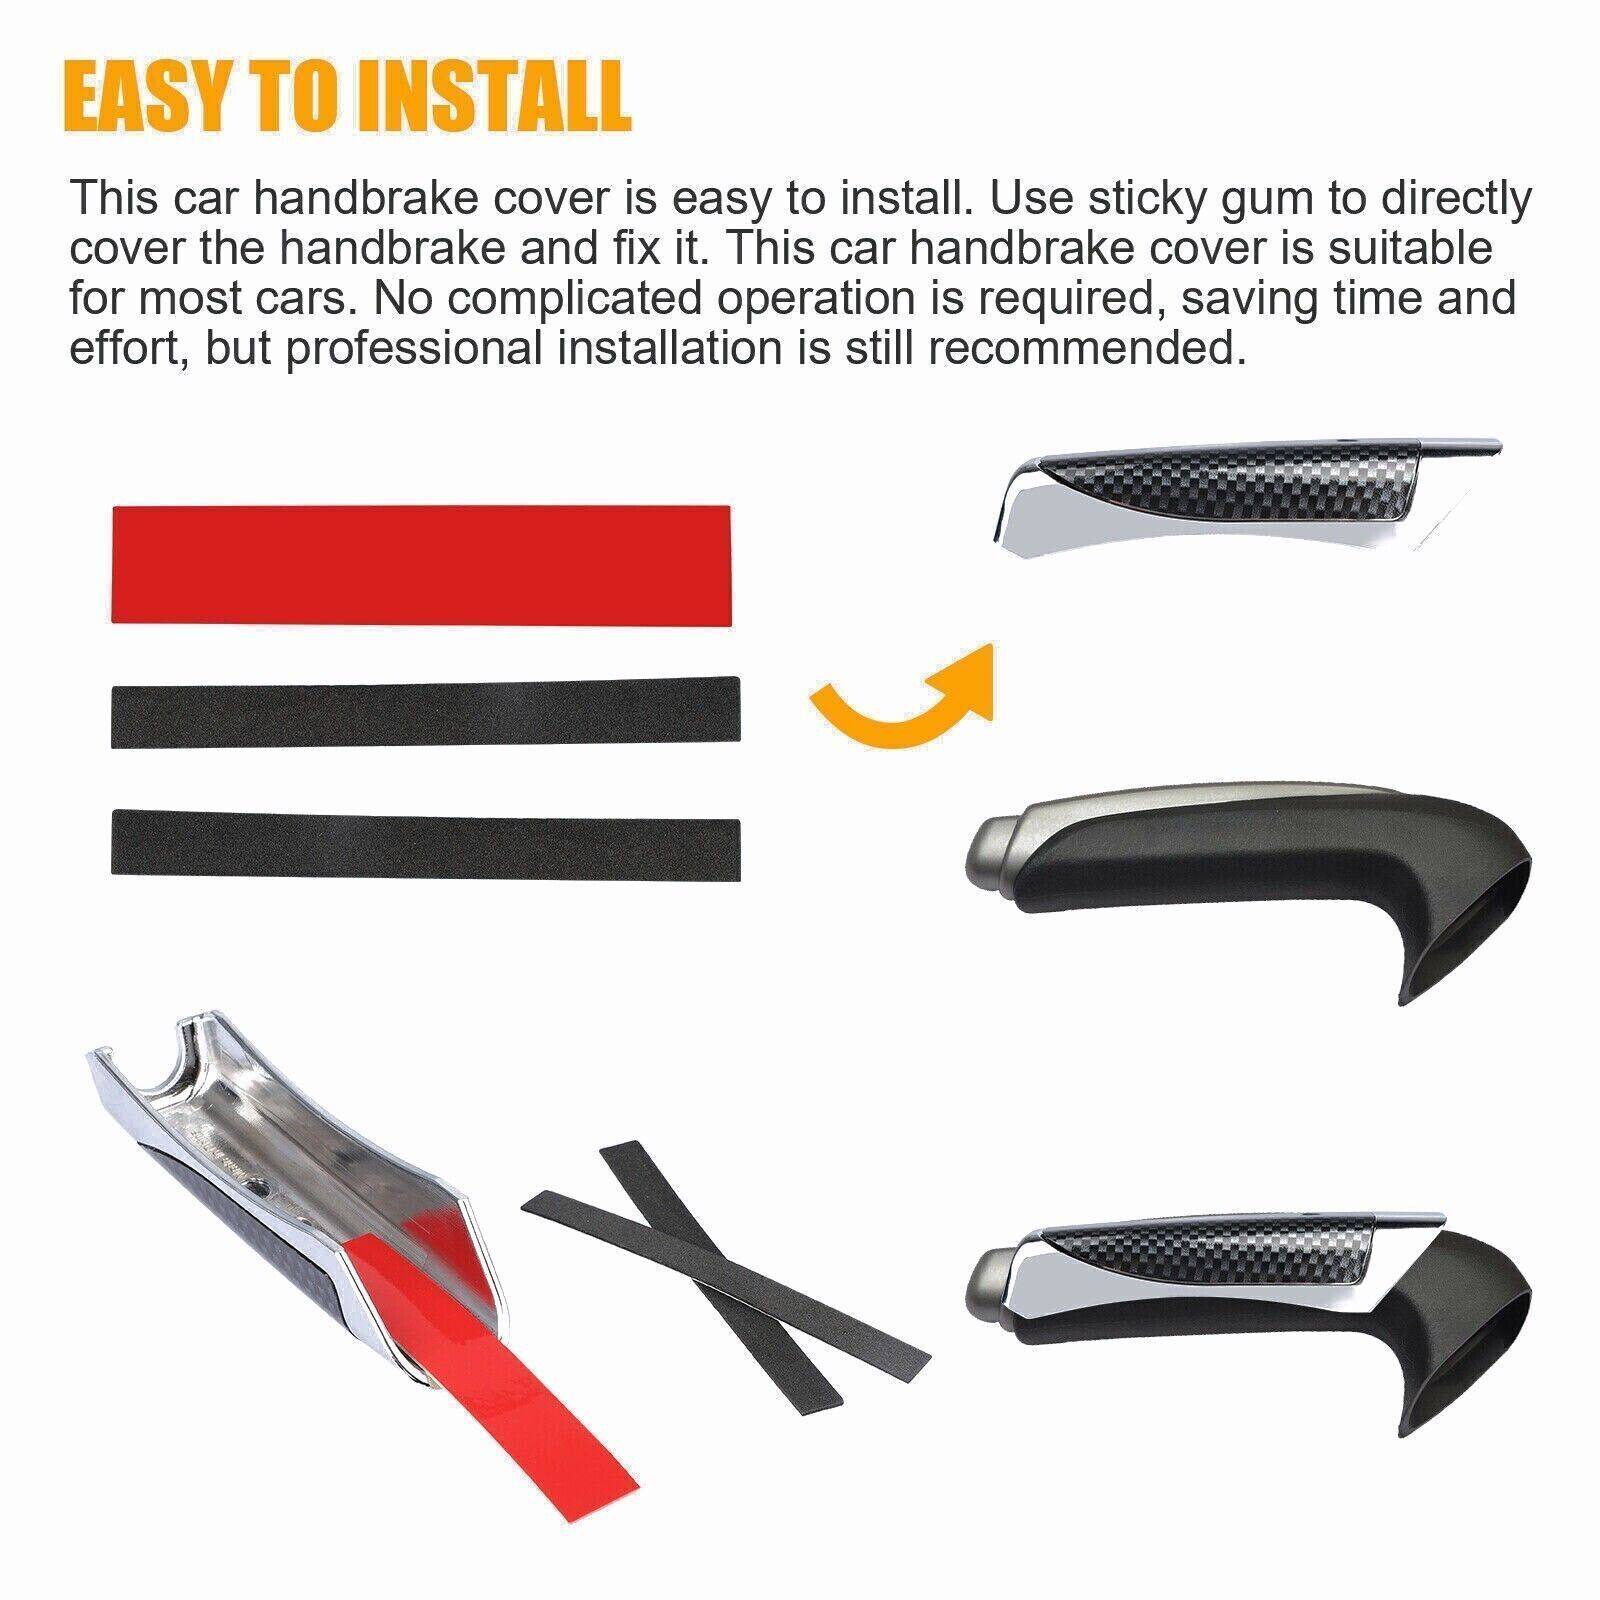 EASY TO INSTALL
This car handbrake cover is easy to install. Use sticky gum to directly
cover the handbrake and fix it. This car handbrake cover is suitable
for most cars. No complicated operation is required, saving time and
effort, but professional installation is still recommended.